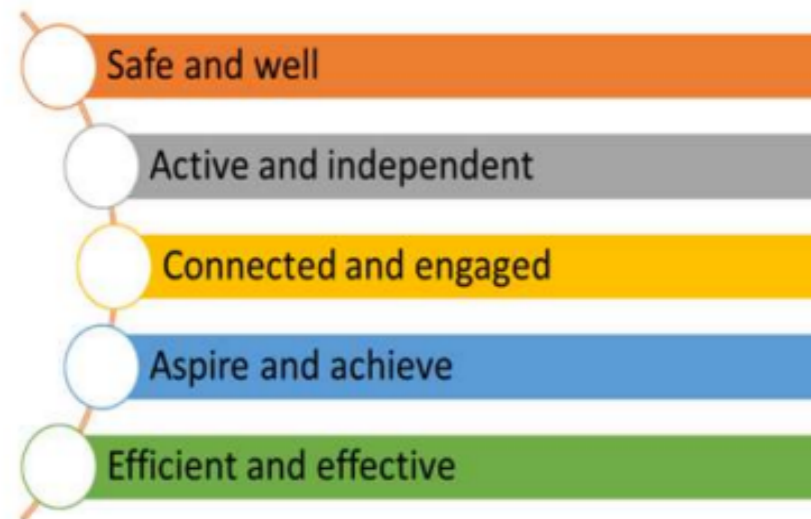 Safe and well
Active and independent
Connected and engaged
Aspire and achieve
Efficient and effective